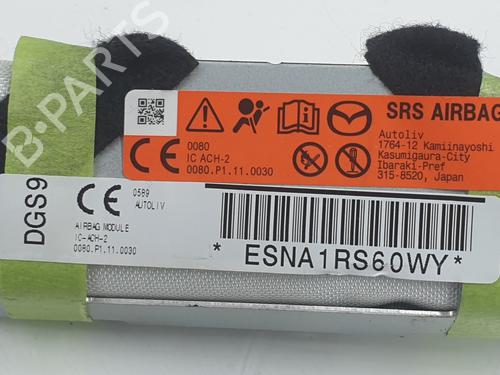 SRS AIRBAG
0080
IC ACH-2
0080.P1.11.0030
Autoliv
1764-12 Kamiinayoshi
Kasumigaura-City
Ibaraki-Pref
315-8520, Japan
DGS9
CE
0589
AUTOLIV
AIRBAG MODULE
IC-ACH-2
0080.P1.11.0030
* ESNA1RS60WY *
B-PARTS